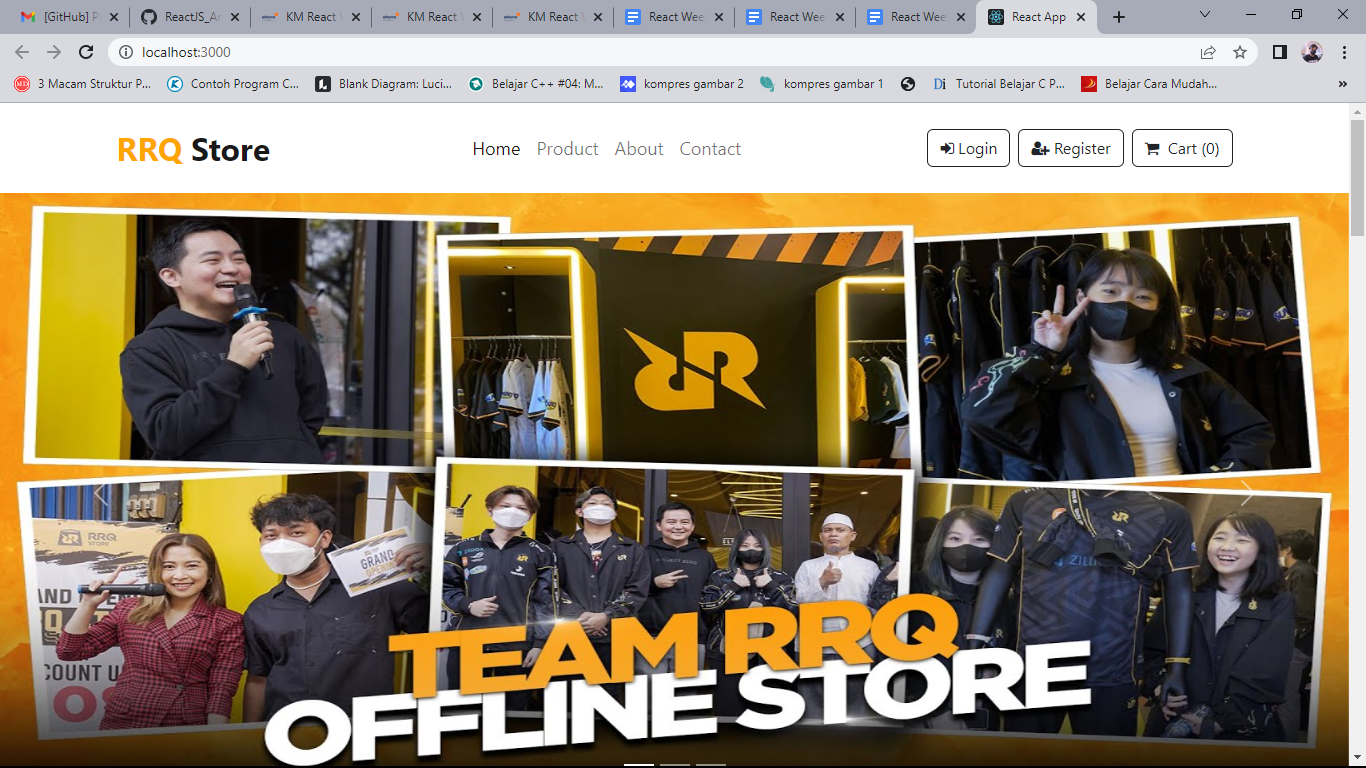 [GitHub] Pl
ReactJS_Ar
KM React V
KM React V
KM React V
React Wee
React Wee
React Wee
React App
localhost:3000
3 Macam Struktur P...
Contoh Program C...
Blank Diagram: Luci...
Belajar C++ #04: M...
kompres gambar 2
kompres gambar 1
Tutorial Belajar C P...
Belajar Cara Mudah...
RRQ Store
Home
Product
About
Contact
Login
Register
Cart (0)
RRQ
STORE
GRAND
OPENING
COUNT U
TEAM RRQ
OFFLINE STORE